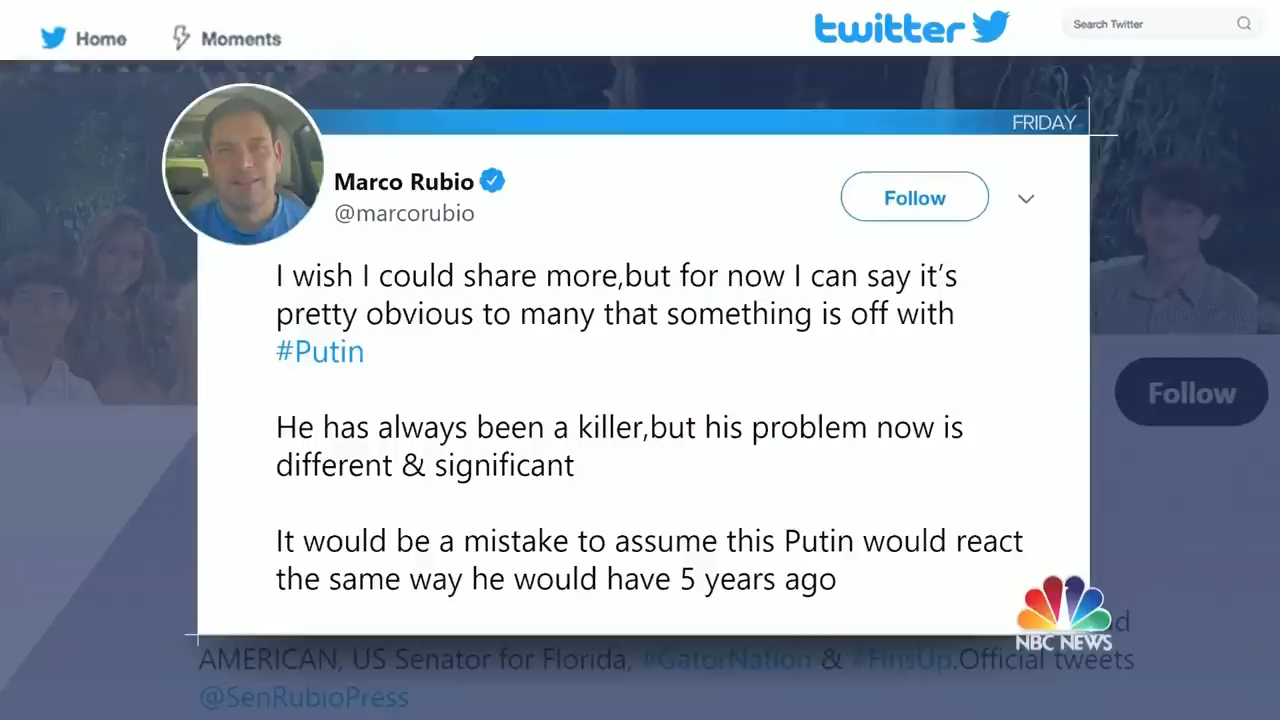 Home
Moments
twitter
Search Twitter
FRIDAY
Marco Rubio
@marcorubio
Follow
I wish I could share more,but for now I can say it's
pretty obvious to many that something is off with
#Putin
He has always been a killer,but his problem now is
different & significant
It would be a mistake to assume this Putin would react
the same way he would have 5 years ago
Follow
NBC NEWS
AMERICAN, US Senator for Florida, #GatorNation & #FinsUp.Official tweets
@SenRubioPress